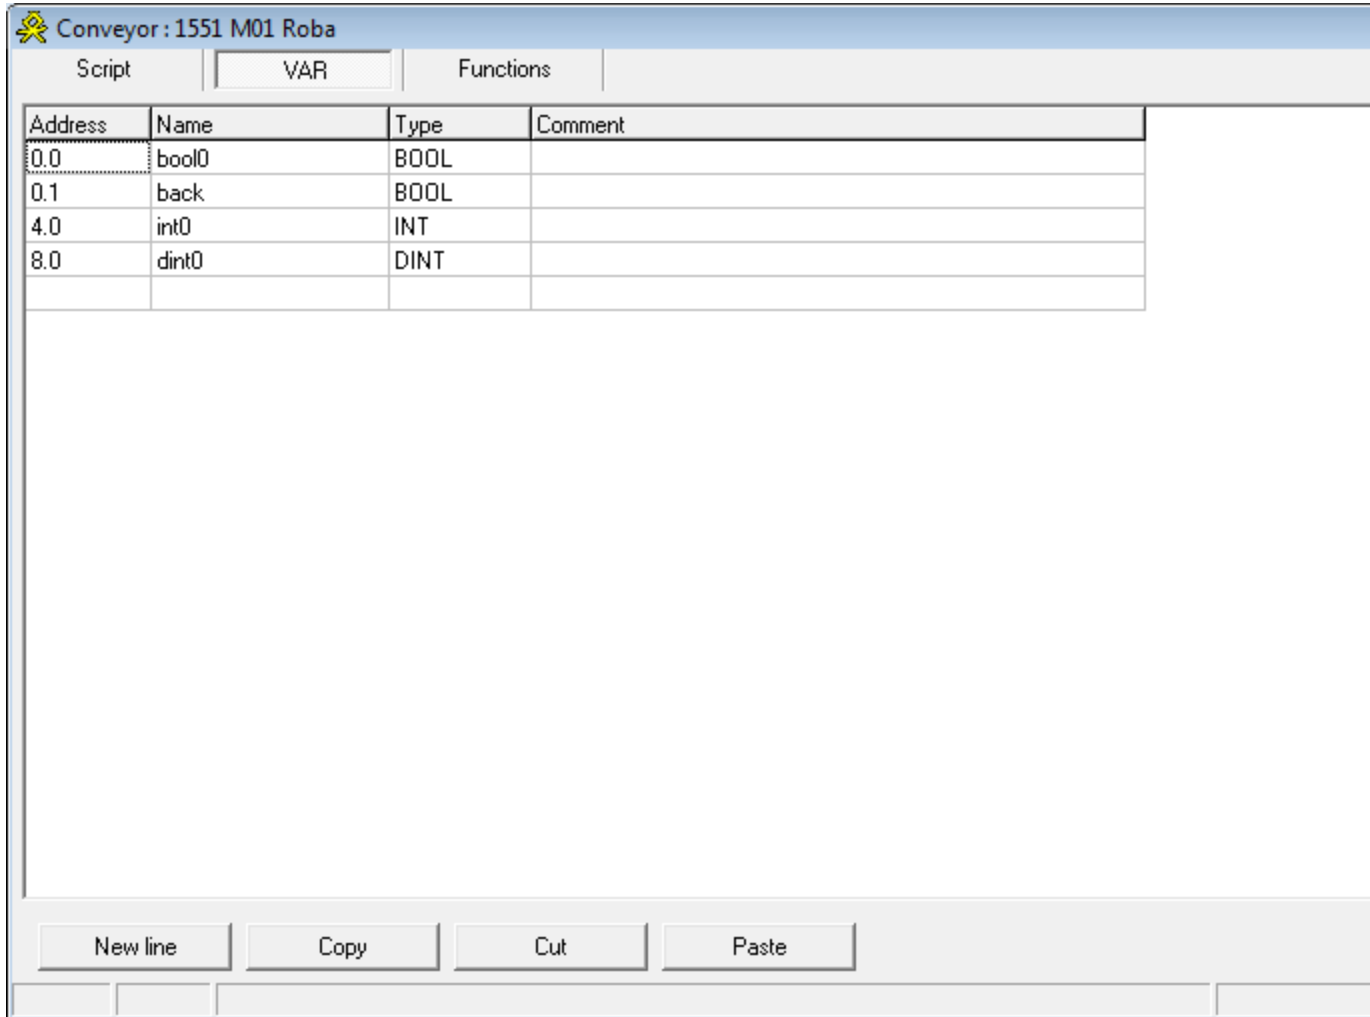 Conveyor : 1551 M01 Roba
Script VAR Functions
Address Name Type Comment
0.0 bool0 BOOL
0.1 back BOOL
4.0 int0 INT
8.0 dint0 DINT
New line Copy Cut Paste